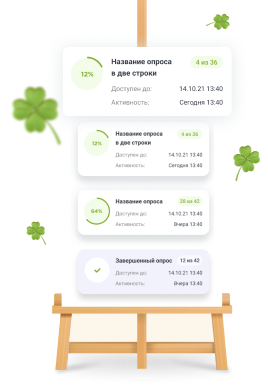 Название опроса
в две строки
4 из 36
12%
Доступен до: 14.10.21 13:40
Активность: Сегодня 13:40
Название опроса
в две строки
4 из 36
12%
Доступен до: 14.10.21 13:40
Активность: Сегодня 13:40
Название опроса
28 из 42
64%
Доступен до: 14.10.21 13:40
Активность: Вчера 13:40
Завершенный опрос
12 из 42
Доступен до: 14.10.21 13:40
Активность: Вчера 13:40